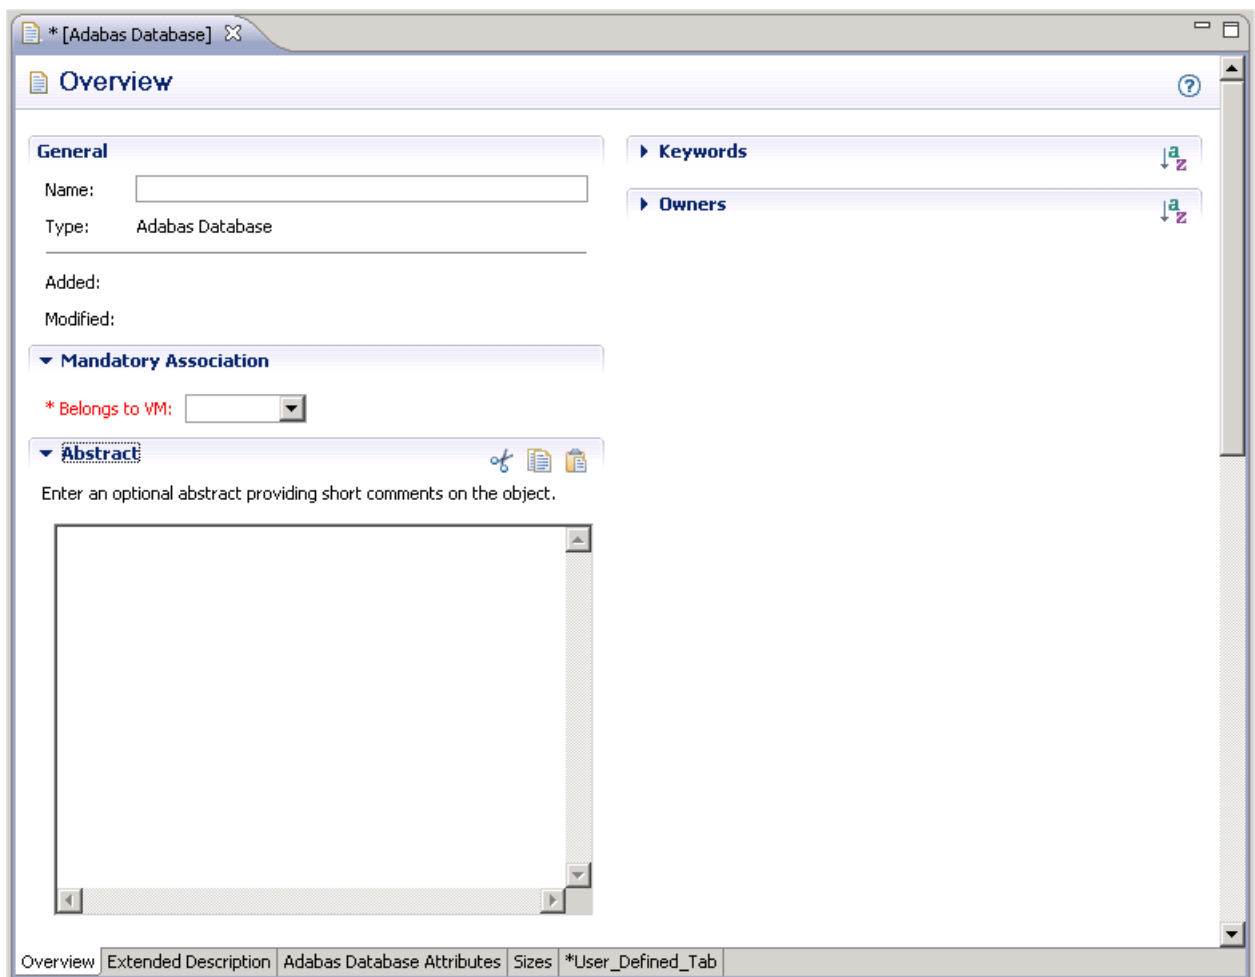 * [Adabas Database]
Overview
General
Name:
Type: Adabas Database
Added:
Modified:
Mandatory Association
* Belongs to VM:
Abstract
Enter an optional abstract providing short comments on the object.
Keywords
a
z
Owners
a
z
Overview Extended Description Adabas Database Attributes Sizes *User_Defined_Tab